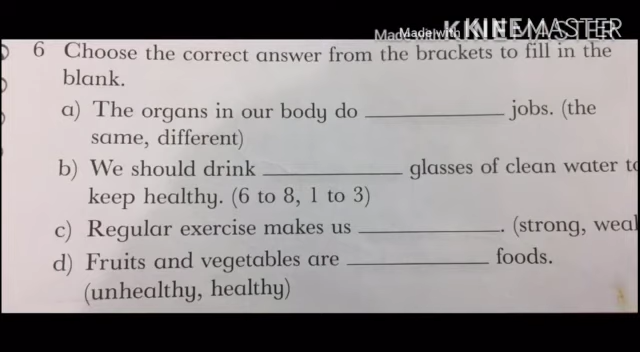 Made with KINEMASTER
6 Choose the correct answer from the brackets to fill in the
blank.
a) The organs in our body do ____________ jobs. (the
same, different)
b) We should drink ____________ glasses of clean water to
keep healthy. (6 to 8, 1 to 3)
c) Regular exercise makes us ____________. (strong,
d) Fruits and vegetables are ____________ foods.
(unhealthy, healthy)